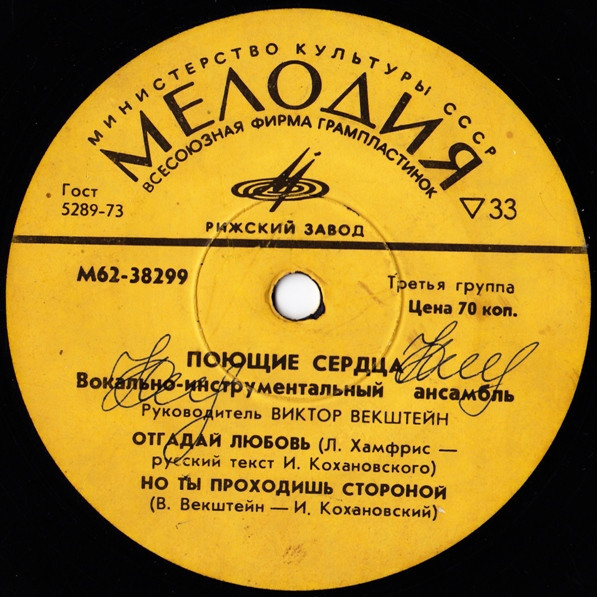 МИНИСТЕРСТВО КУЛЬТУРЫ СССР
МЕЛОДИЯ
ВСЕСОЮЗНАЯ ФИРМА ГРАМПЛАСТИНОК
Гост
5289-73
33
РИЖСКИЙ ЗАВОД
М62-38299
Третья группа
Цена 70 коп.
ПОЮЩИЕ СЕРДЦА
Вокально-инструментальный ансамбль
Руководитель ВИКТОР ВЕКШТЕЙН
ОТГАДАЙ ЛЮБОВЬ (Л. Хамфрис —
русский текст И. Кохановского)
НО ТЫ ПРОХОДИШЬ СТОРОНОЙ
(В. Векштейн — И. Кохановский)